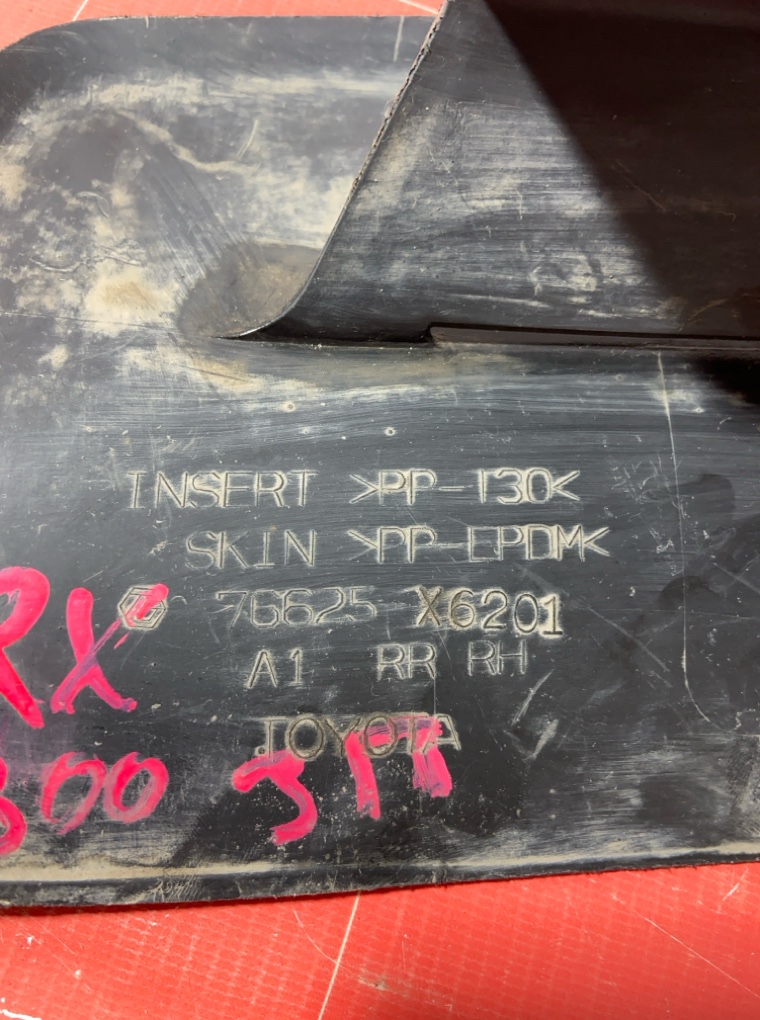 INSERT >PP-T30<
SKIN >PP-EPDM<
76625 X6201
A1 RR RH
TOYOTA
RX
300